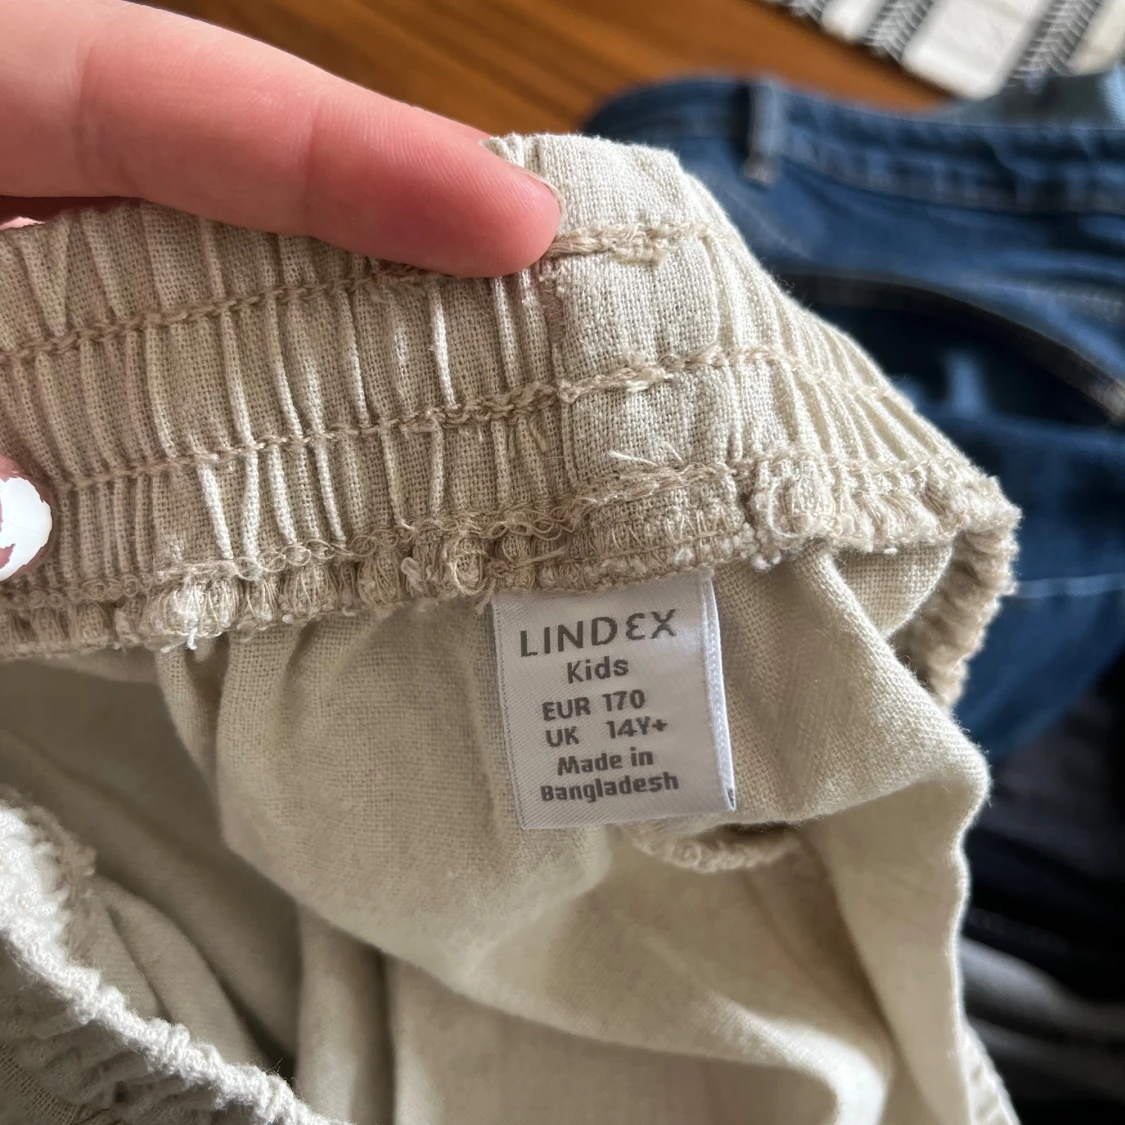 LINDEX
Kids
EUR 170
UK 14Y+
Made in
Bangladesh